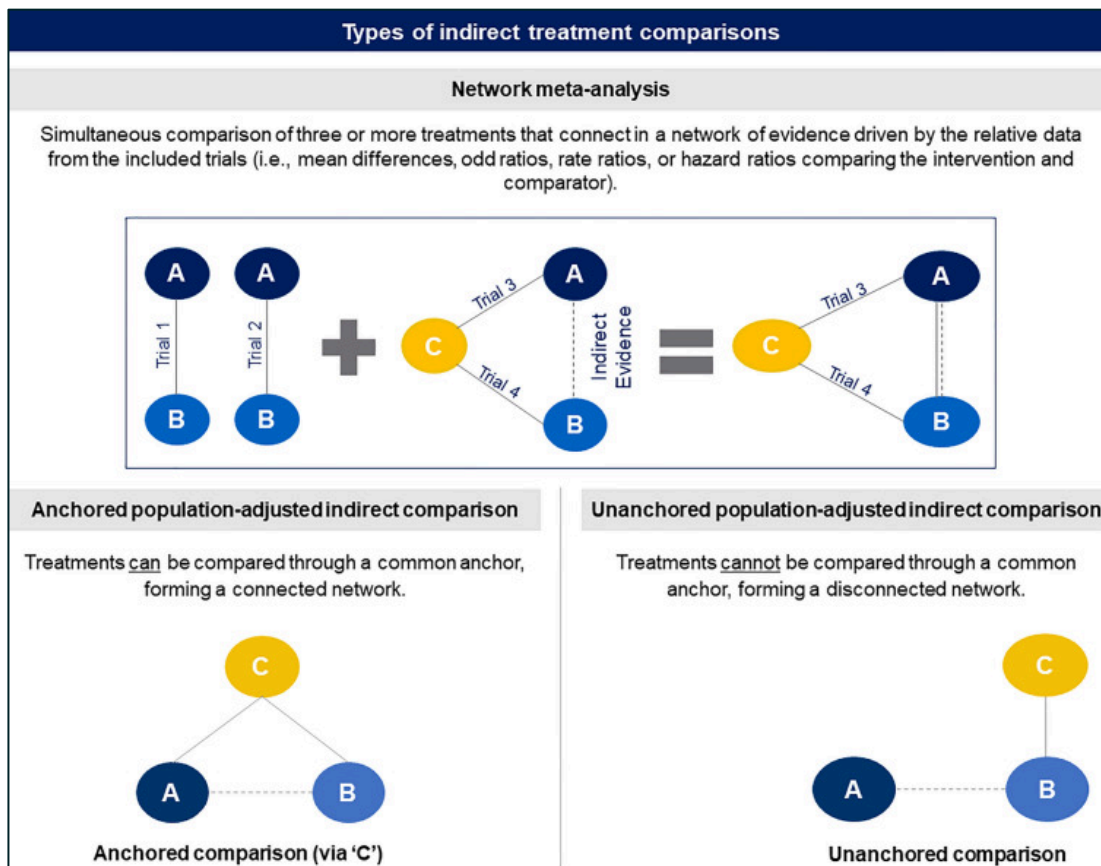 Types of indirect treatment comparisons
Network meta-analysis
Simultaneous comparison of three or more treatments that connect in a network of evidence driven by the relative data
from the included trials (i.e., mean differences, odd ratios, rate ratios, or hazard ratios comparing the intervention and
comparator).
A
B
Trial 1
A
B
Trial 2
C
A
B
Trial 3
Trial 4
Indirect
Evidence
C
A
B
Trial 3
Trial 4
Anchored population-adjusted indirect comparison
Treatments can be compared through a common anchor,
forming a connected network.
C
A
B
Anchored comparison (via ‘C’)
Unanchored population-adjusted indirect comparison
Treatments cannot be compared through a common
anchor, forming a disconnected network.
C
A
B
Unanchored comparison